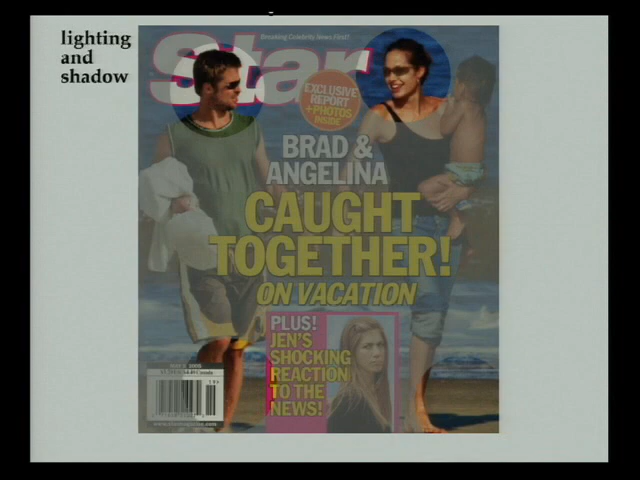 lighting
and
shadow
Breaking Celebrity News First!
Star
EXCLUSIVE
REPORT
+PHOTOS
INSIDE
BRAD &
ANGELINA
CAUGHT
TOGETHER!
ON VACATION
PLUS!
JEN'S
SHOCKING
REACTION
TO THE
NEWS!